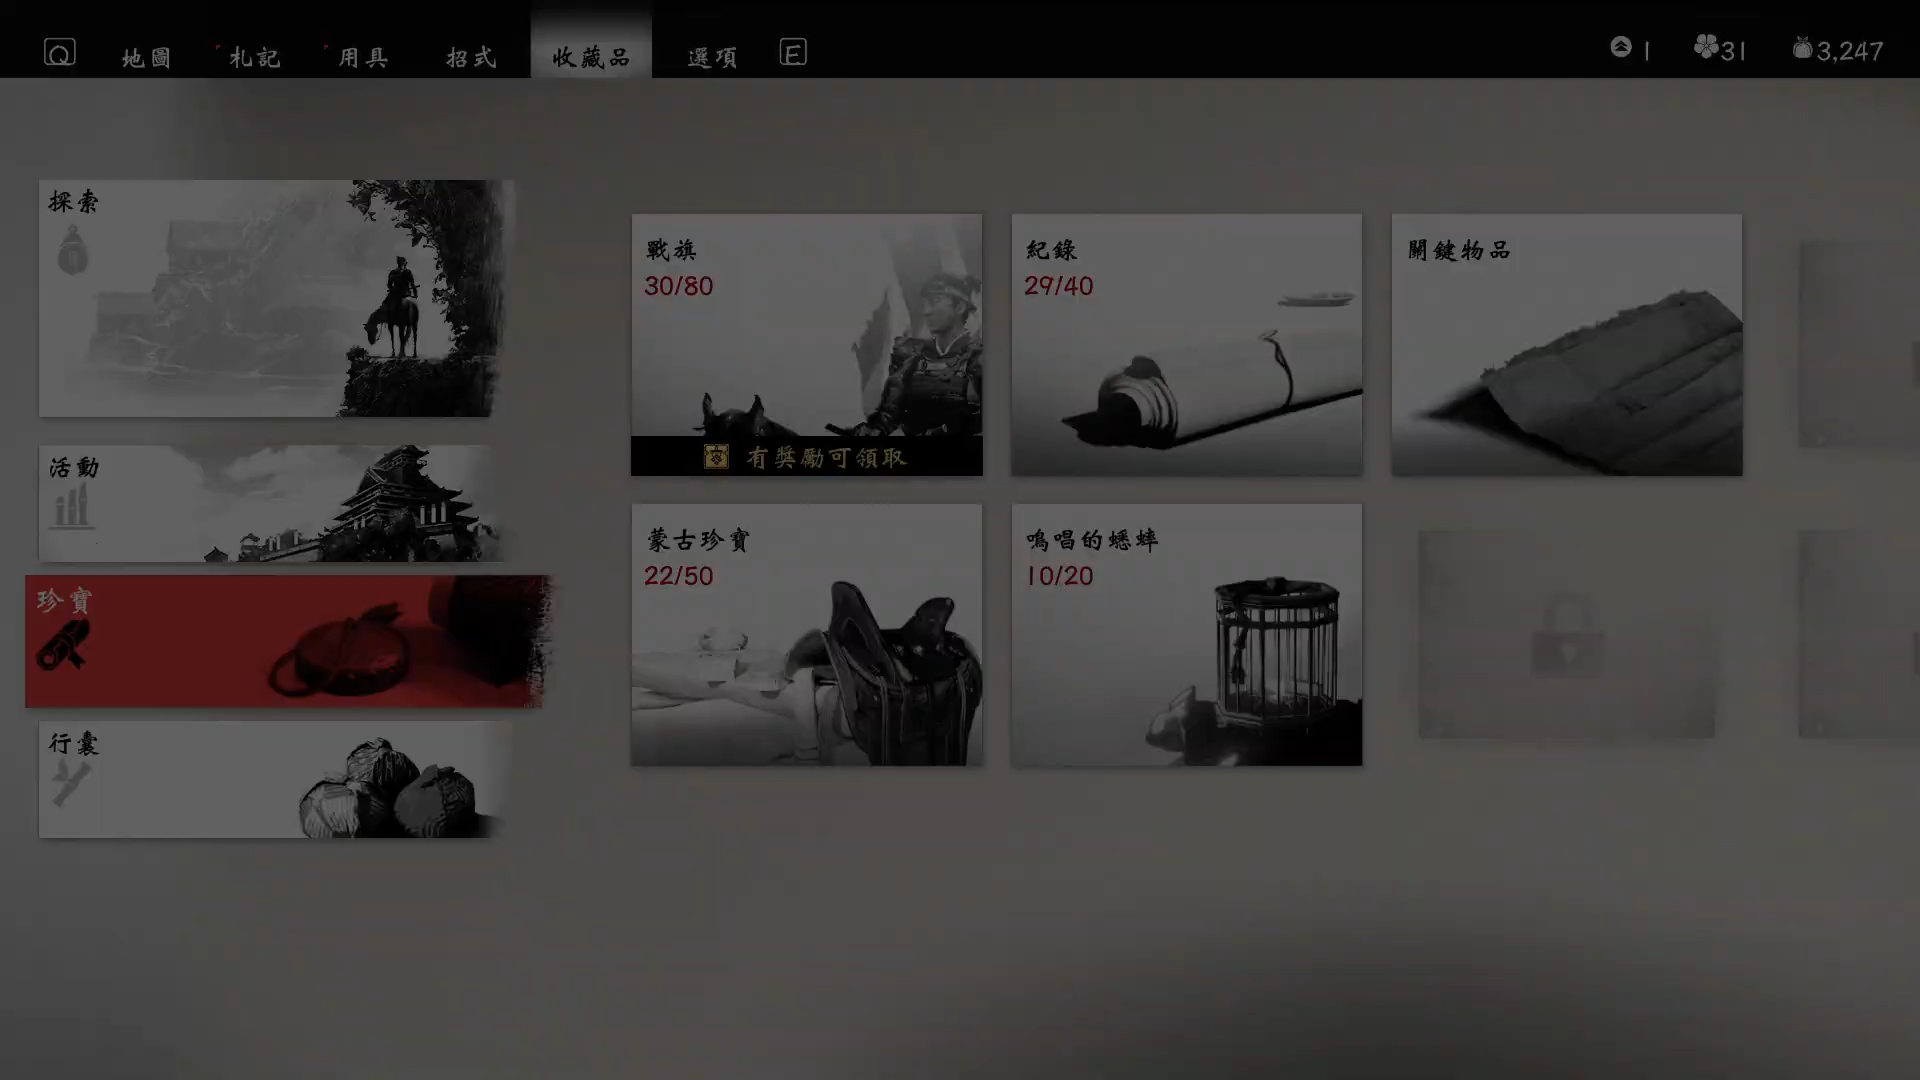 Q 地圖 札記 用具 招式 收藏品 選項 E 1 31 3,247
探索
活動
珍寶
行囊
戰旗
30/80
有獎勵可領取
紀錄
29/40
關鍵物品
蒙古珍寶
22/50
鳴唱的蟋蟀
10/20